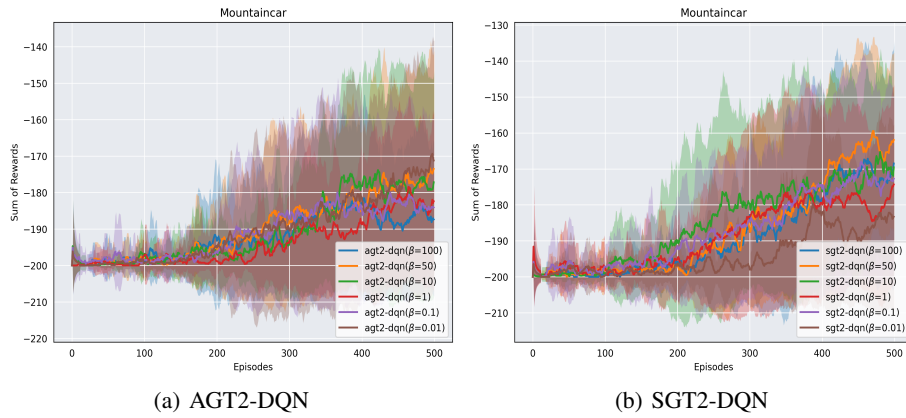 Mountaincar
Sum of Rewards
−140
−150
−160
−170
−180
−190
−200
−210
−220
0
100
200
300
400
500
Episodes
agt2-dqn(β=100)
agt2-dqn(β=50)
agt2-dqn(β=10)
agt2-dqn(β=1)
agt2-dqn(β=0.1)
agt2-dqn(β=0.01)
(a) AGT2-DQN
Mountaincar
Sum of Rewards
−130
−140
−150
−160
−170
−180
−190
−200
−210
0
100
200
300
400
500
Episodes
sgt2-dqn(β=100)
sgt2-dqn(β=50)
sgt2-dqn(β=10)
sgt2-dqn(β=1)
sgt2-dqn(β=0.1)
sgt2-dqn(β=0.01)
(b) SGT2-DQN